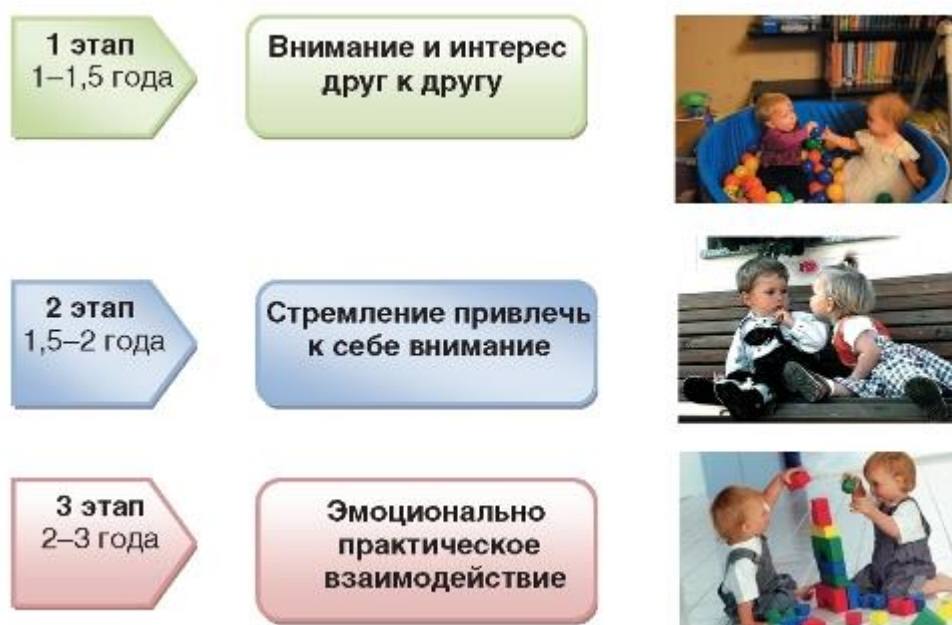 1 этап
1–1,5 года
Внимание и интерес
друг к другу
2 этап
1,5–2 года
Стремление привлечь
к себе внимание
3 этап
2–3 года
Эмоционально
практическое
взаимодействие